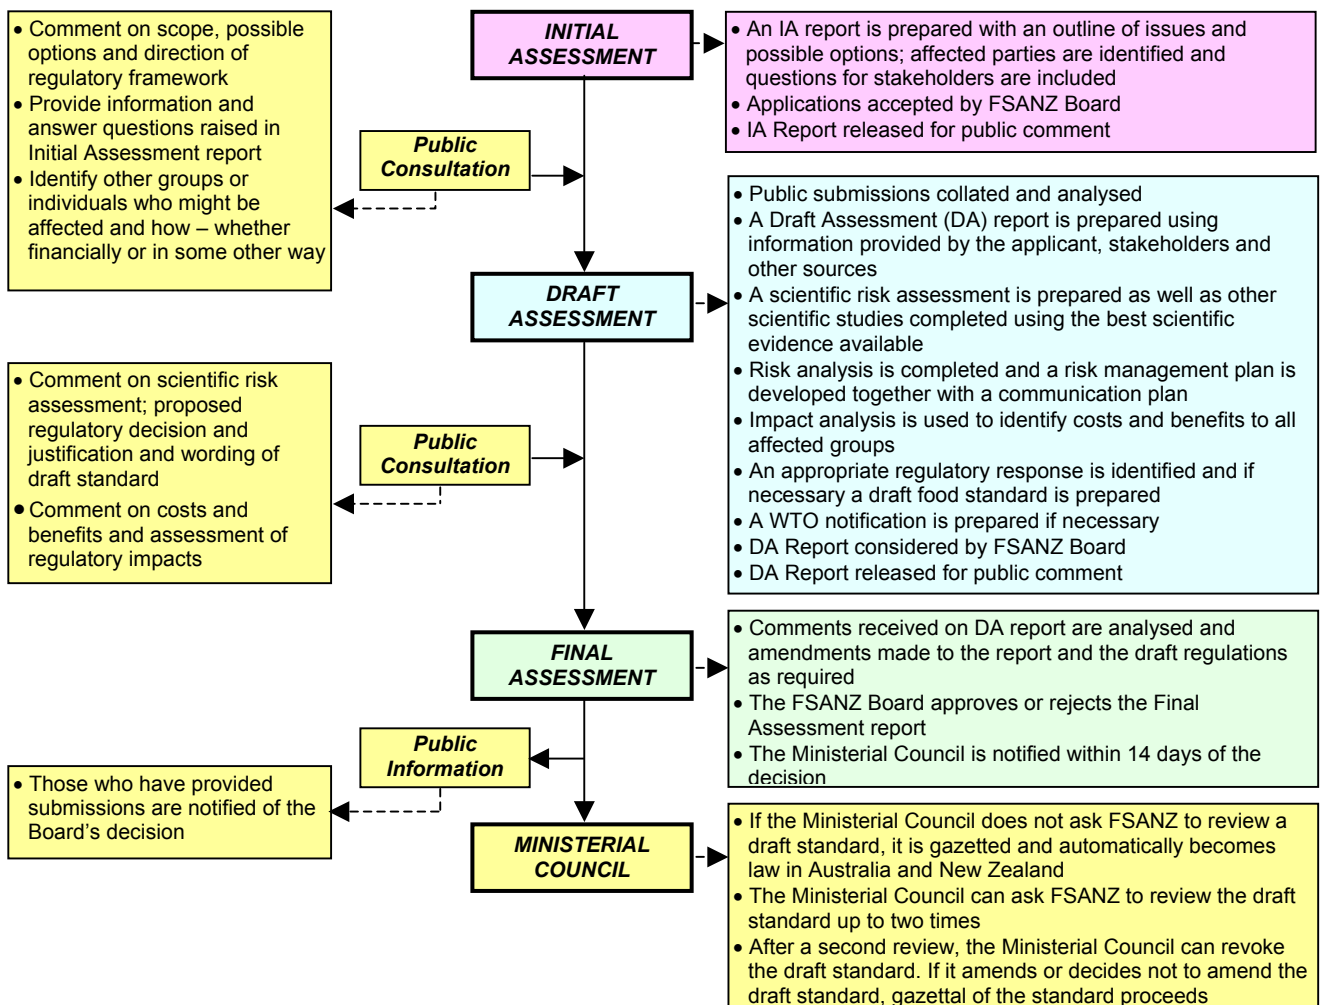 • Comment on scope, possible
options and direction of
regulatory framework
• Provide information and
answer questions raised in
Initial Assessment report
• Identify other groups or
individuals who might be
affected and how – whether
financially or in some other way
INITIAL
ASSESSMENT
• An IA report is prepared with an outline of issues and
possible options; affected parties are identified and
questions for stakeholders are included
• Applications accepted by FSANZ Board
• IA Report released for public comment
Public
Consultation
DRAFT
ASSESSMENT
• Public submissions collated and analysed
• A Draft Assessment (DA) report is prepared using
information provided by the applicant, stakeholders and
other sources
• A scientific risk assessment is prepared as well as other
scientific studies completed using the best scientific
evidence available
• Risk analysis is completed and a risk management plan is
developed together with a communication plan
• Impact analysis is used to identify costs and benefits to all
affected groups
• An appropriate regulatory response is identified and if
necessary a draft food standard is prepared
• A WTO notification is prepared if necessary
• DA Report considered by FSANZ Board
• DA Report released for public comment
• Comment on scientific risk
assessment; proposed
regulatory decision and
justification and wording of
draft standard
• Comment on costs and
benefits and assessment of
regulatory impacts
Public
Consultation
FINAL
ASSESSMENT
• Comments received on DA report are analysed and
amendments made to the report and the draft regulations
as required
• The FSANZ Board approves or rejects the Final
Assessment report
• The Ministerial Council is notified within 14 days of the
decision
Public
Information
• Those who have provided
submissions are notified of the
Board's decision
MINISTERIAL
COUNCIL
• If the Ministerial Council does not ask FSANZ to review a
draft standard, it is gazetted and automatically becomes
law in Australia and New Zealand
• The Ministerial Council can ask FSANZ to review the draft
standard up to two times
• After a second review, the Ministerial Council can revoke
the draft standard. If it amends or decides not to amend the
draft standard, gazettal of the standard proceeds